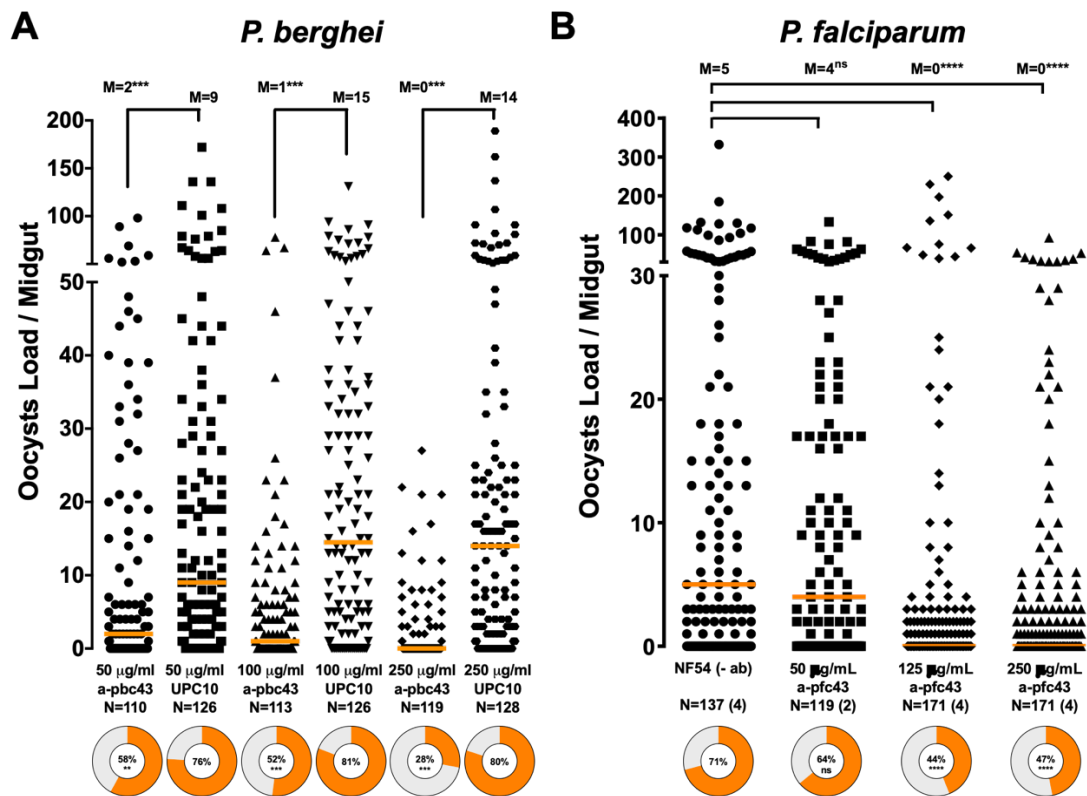 A
P. berghei
M=2***
M=9
M=1***
M=15
M=0***
M=14
Oocysts Load / Midgut
200
150
100
50
40
30
20
10
0
50 µg/ml
a-pbc43
N=110
50 µg/ml
UPC10
N=126
100 µg/ml
a-pbc43
N=113
100 µg/ml
UPC10
N=126
250 µg/ml
a-pbc43
N=119
250 µg/ml
UPC10
N=128
58%
**
76%
52%
***
81%
28%
***
80%
B
P. falciparum
M=5
M=4ns
M=0****
M=0****
Oocysts Load / Midgut
400
300
200
100
30
20
10
0
NF54 (- ab)
N=137 (4)
50 µg/mL
a-pfc43
N=119 (2)
125 µg/mL
a-pfc43
N=171 (4)
250 µg/mL
a-pfc43
N=171 (4)
71%
64%
ns
44%
****
47%
****